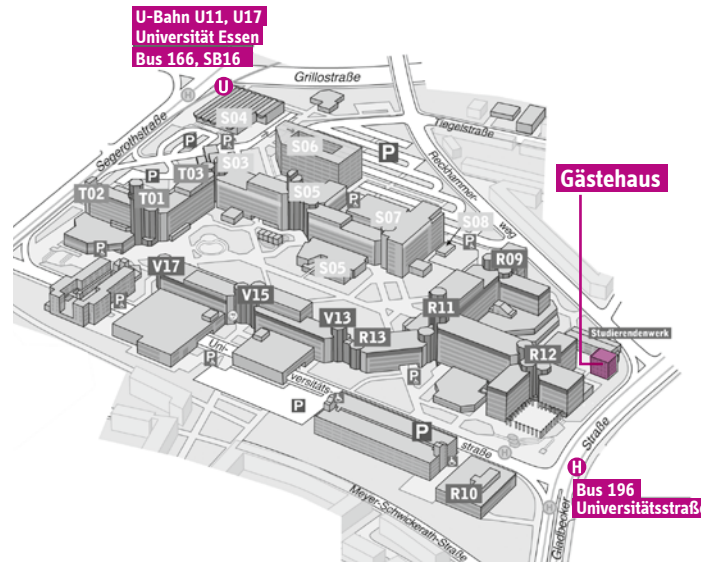 U-Bahn U11, U17
Universität Essen
Bus 166, SB16
U
H
Grillostraße
Segerothstraße
S04
P
P
S06
P
Tiegelstraße
Reckhammer-
weg
P
T03
S03
T02
T01
S05
P
S07
S08
P
Gästehaus
P
S05
R09
V17
V15
P
V13
R11
R13
Studierendenwerk
R12
Uni-
versitäts-
straße
P
P
P
P
H
R10
Straße
H
Bus 196
Universitätsstraße
H
Gladbecker
Meyer-Schwickerath-Straße